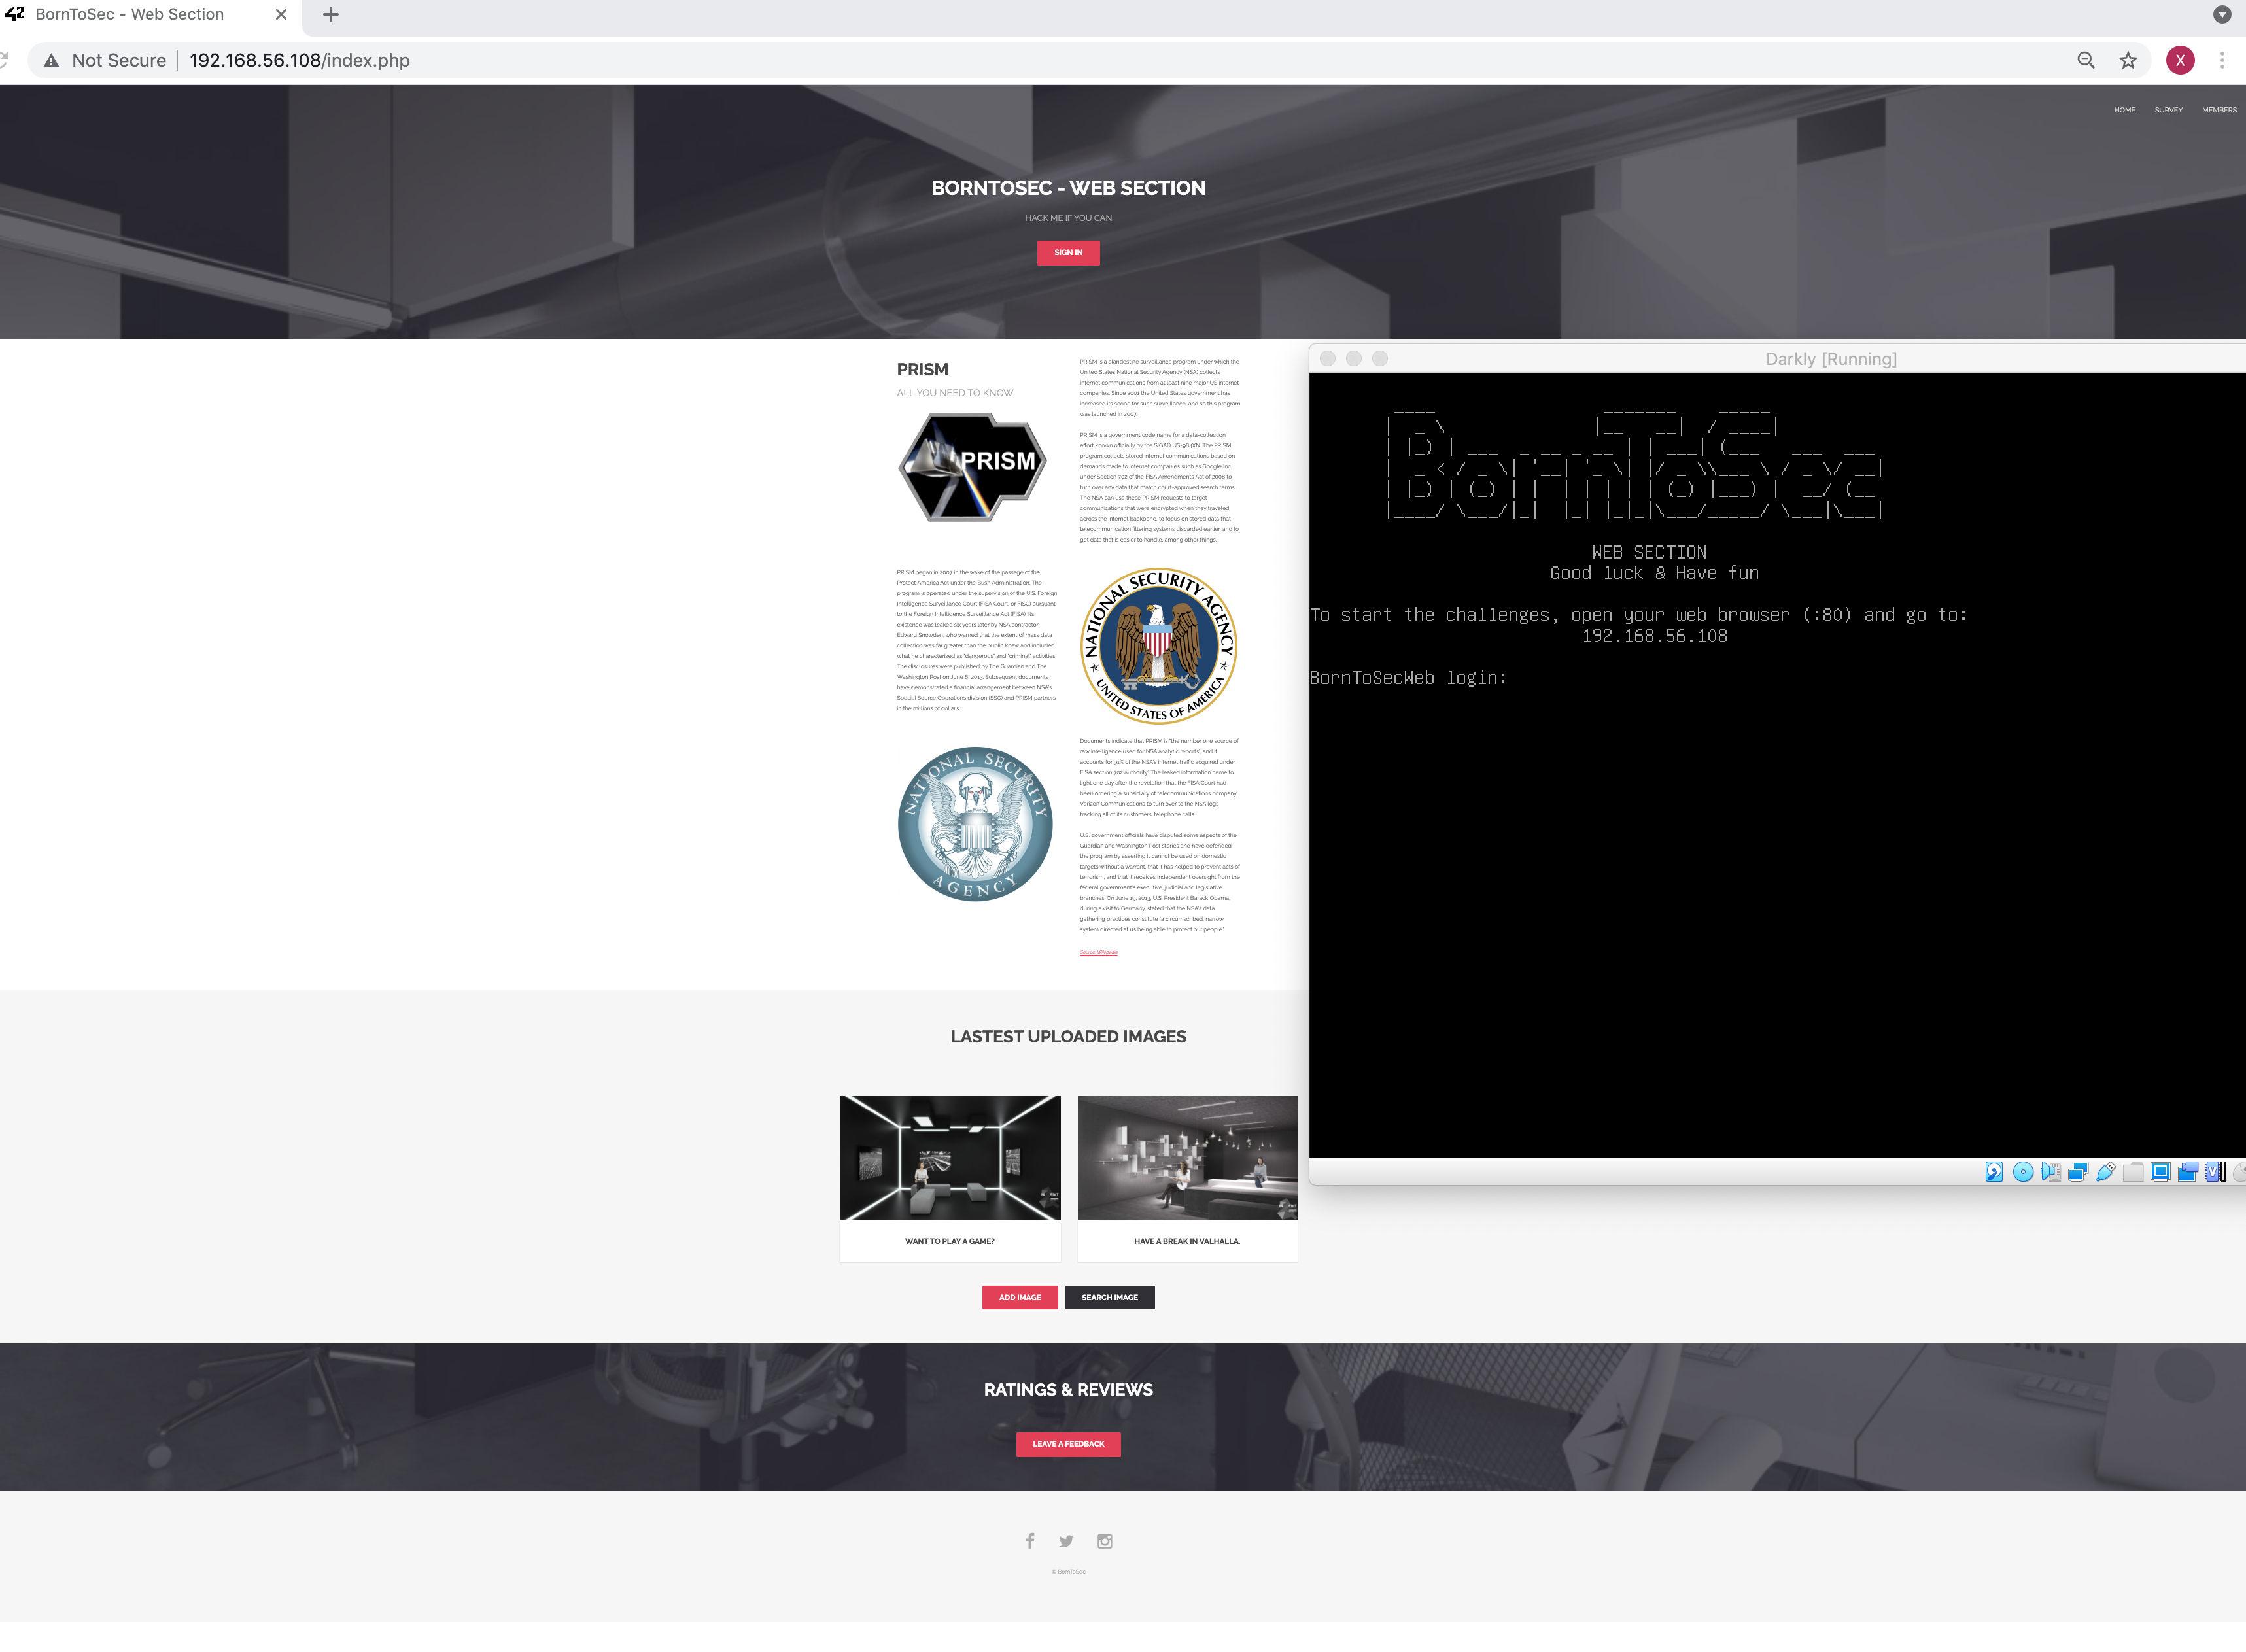 BornToSec - Web Section
Not Secure
192.168.56.108/index.php
X
HOME SURVEY MEMBERS
BORNTOSEC - WEB SECTION
HACK ME IF YOU CAN
SIGN IN
PRISM
ALL YOU NEED TO KNOW
PRISM
PRISM is a clandestine surveillance program under which the
United States National Security Agency (NSA) collects
internet communications from at least nine major US internet
companies. Since 2001 the United States government has
increased its scope for such surveillance, and so this program
was launched in 2007.
PRISM is a government code name for a data-collection
effort known officially by the SIGAD US-984XN. The PRISM
program collects stored internet communications based on
demands made to internet companies such as Google Inc.
under Section 702 of the FISA Amendments Act of 2008 to
turn over any data that match court-approved search terms.
The NSA can use these PRISM requests to target
communications that were encrypted when they traveled
across the internet backbone, to focus on stored data that
telecommunication filtering systems discarded earlier, and to
get data that is easier to handle, among other things.
PRISM began in 2007 in the wake of the passage of the
Protect America Act under the Bush Administration. The
program is operated under the supervision of the U.S. Foreign
Intelligence Surveillance Court (FISA Court, or FISC) pursuant
to the Foreign Intelligence Surveillance Act (FISA). Its
existence was leaked six years later by NSA contractor
Edward Snowden, who warned that the extent of mass data
collection was far greater than the public knew and included
what he characterized as "dangerous" and "criminal" activities.
The disclosures were published by The Guardian and The
Washington Post on June 6, 2013. Subsequent documents
have demonstrated a financial arrangement between NSA's
Special Source Operations division (SSO) and PRISM partners
in the millions of dollars.
NATIONAL SECURITY AGENCY
UNITED STATES OF AMERICA
NATIONAL SECURITY
AGENCY
Documents indicate that PRISM is "the number one source of
raw intelligence used for NSA analytic reports", and it
accounts for 91% of the NSA's internet traffic acquired under
FISA section 702 authority." The leaked information came to
light one day after the revelation that the FISA Court had
been ordering a subsidiary of telecommunications company
Verizon Communications to turn over to the NSA logs
tracking all of its customers' telephone calls.
U.S. government officials have disputed some aspects of the
Guardian and Washington Post stories and have defended
the program by asserting it cannot be used on domestic
targets without a warrant, that it has helped to prevent acts of
terrorism, and that it receives independent oversight from the
federal government's executive, judicial and legislative
branches. On June 19, 2013, U.S. President Barack Obama,
during a visit to Germany, stated that the NSA's data
gathering practices constitute "a circumscribed, narrow
system directed at us being able to protect our people."
Source: Wikipedia
Darkly [Running]
BornToSec
WEB SECTION
Good luck & Have fun
To start the challenges, open your web browser (:80) and go to:
192.168.56.108
BornToSecWeb login:
LASTEST UPLOADED IMAGES
WANT TO PLAY A GAME?
HAVE A BREAK IN VALHALLA.
ADD IMAGE
SEARCH IMAGE
RATINGS & REVIEWS
LEAVE A FEEDBACK
© BornToSec